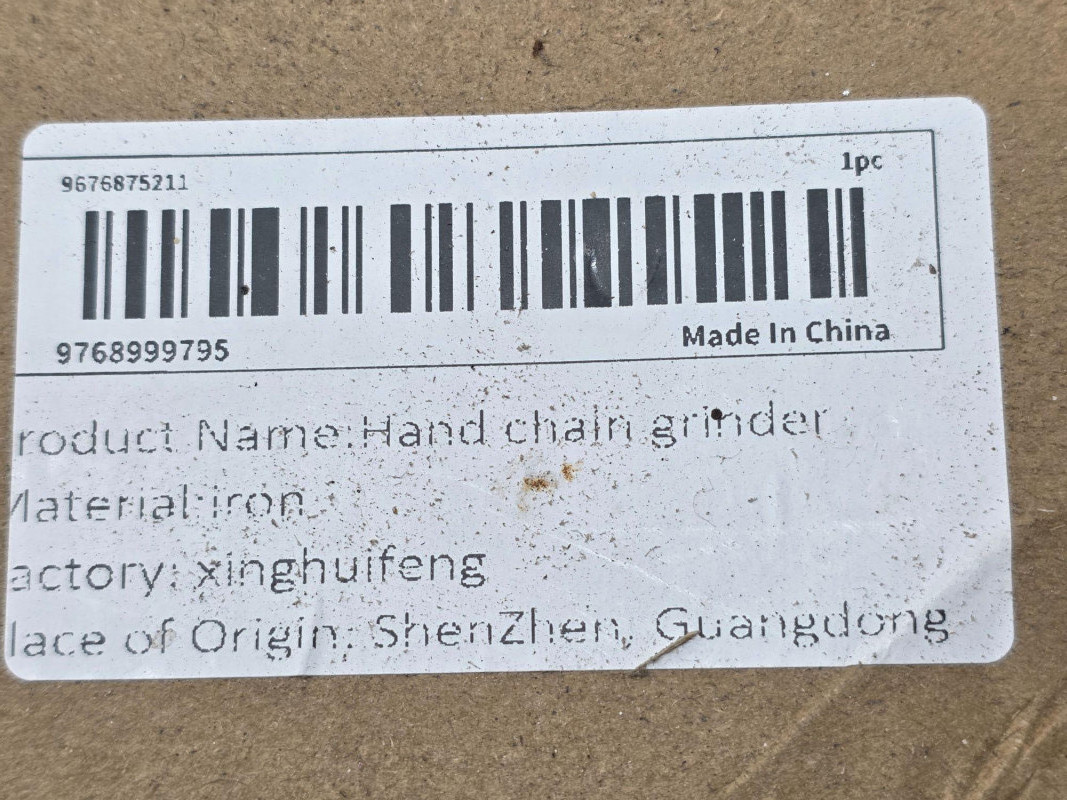 1pc
9676875211
9768999795
Made In China
roduct Name:Hand chain grinder
Material:iron
actory: xinghuifeng
lace of Origin: ShenZhen, Guangdong